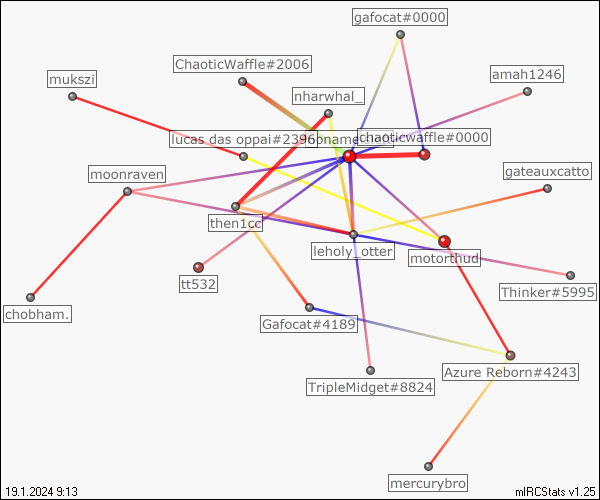 gafocat#0000
ChaoticWaffle#2006
mukszi
amah1246
nharwhal_
chaoticwaffle#0000
lucas das oppai#2396
moonraven
gateauxcatto
then1cc
leholy_otter
motorthud
tt532
Thinker#5995
chobham.
Gafocat#4189
Azure Reborn#4243
TripleMidget#8824
mercurybro
19.1.2024 9:13
mIRCStats v1.25